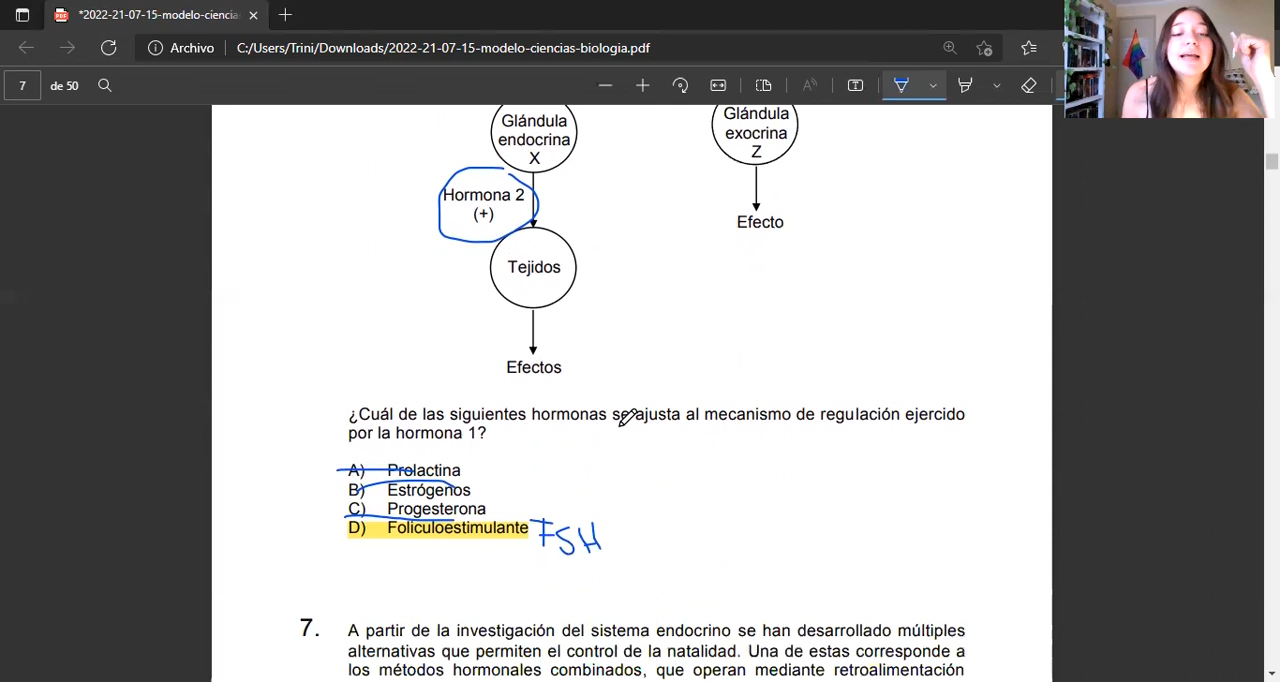 *2022-21-07-15-modelo-ciencia
Archivo
C:/Users/Trini/Downloads/2022-21-07-15-modelo-ciencias-biologia.pdf
7 de 50
Glándula
endocrina
X
Glándula
exocrina
Z
Hormona 2
(+)
Efecto
Tejidos
Efectos
¿Cuál de las siguientes hormonas se ajusta al mecanismo de regulación ejercido
por la hormona 1?
A) Prolactina
B) Estrógenos
C) Progesterona
D) Foliculoestimulante FSH
7. A partir de la investigación del sistema endocrino se han desarrollado múltiples
alternativas que permiten el control de la natalidad. Una de estas corresponde a
los métodos hormonales combinados, que operan mediante retroalimentación